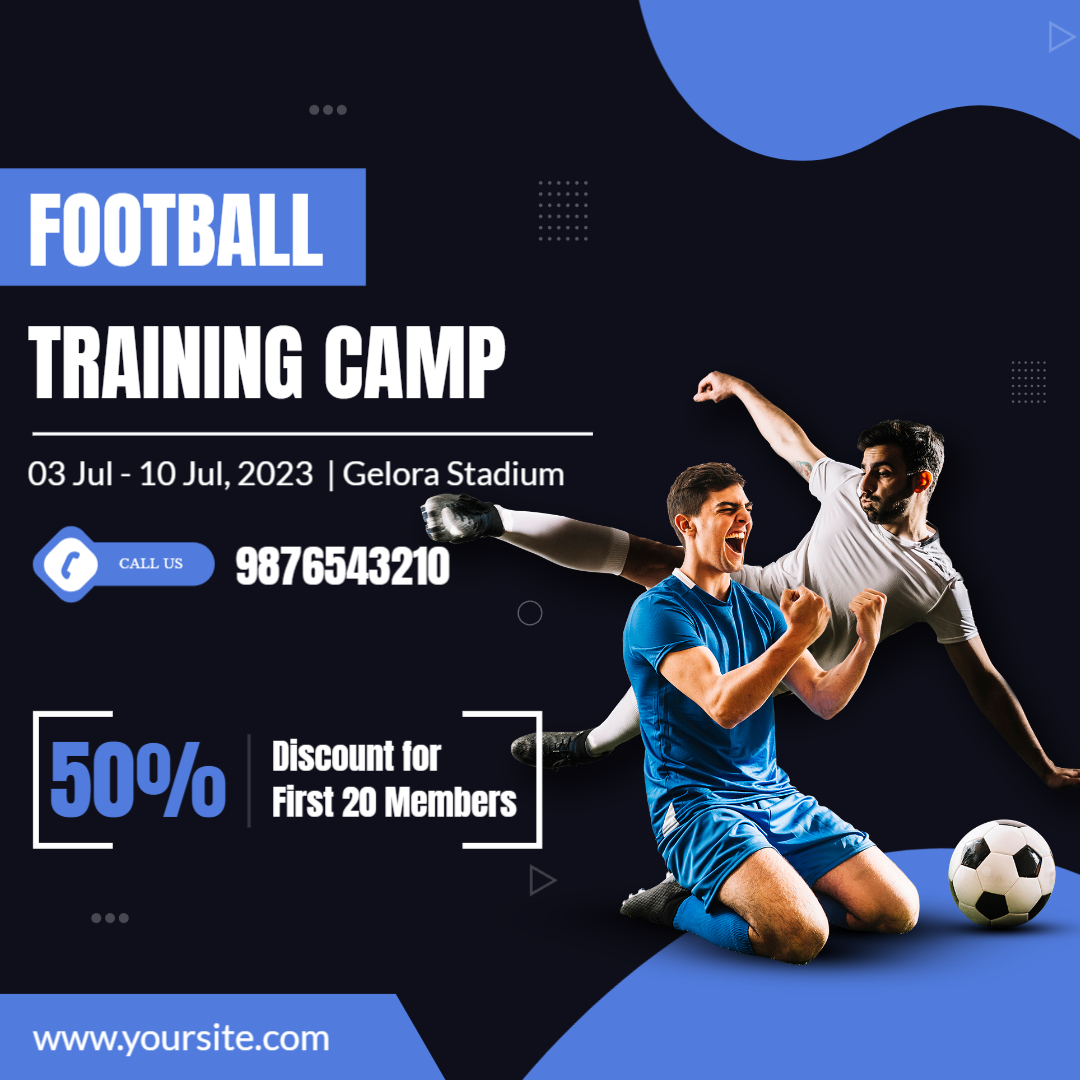 FOOTBALL
TRAINING CAMP
03 Jul - 10 Jul, 2023 | Gelora Stadium
CALL US 9876543210
50% Discount for
First 20 Members
www.yoursite.com